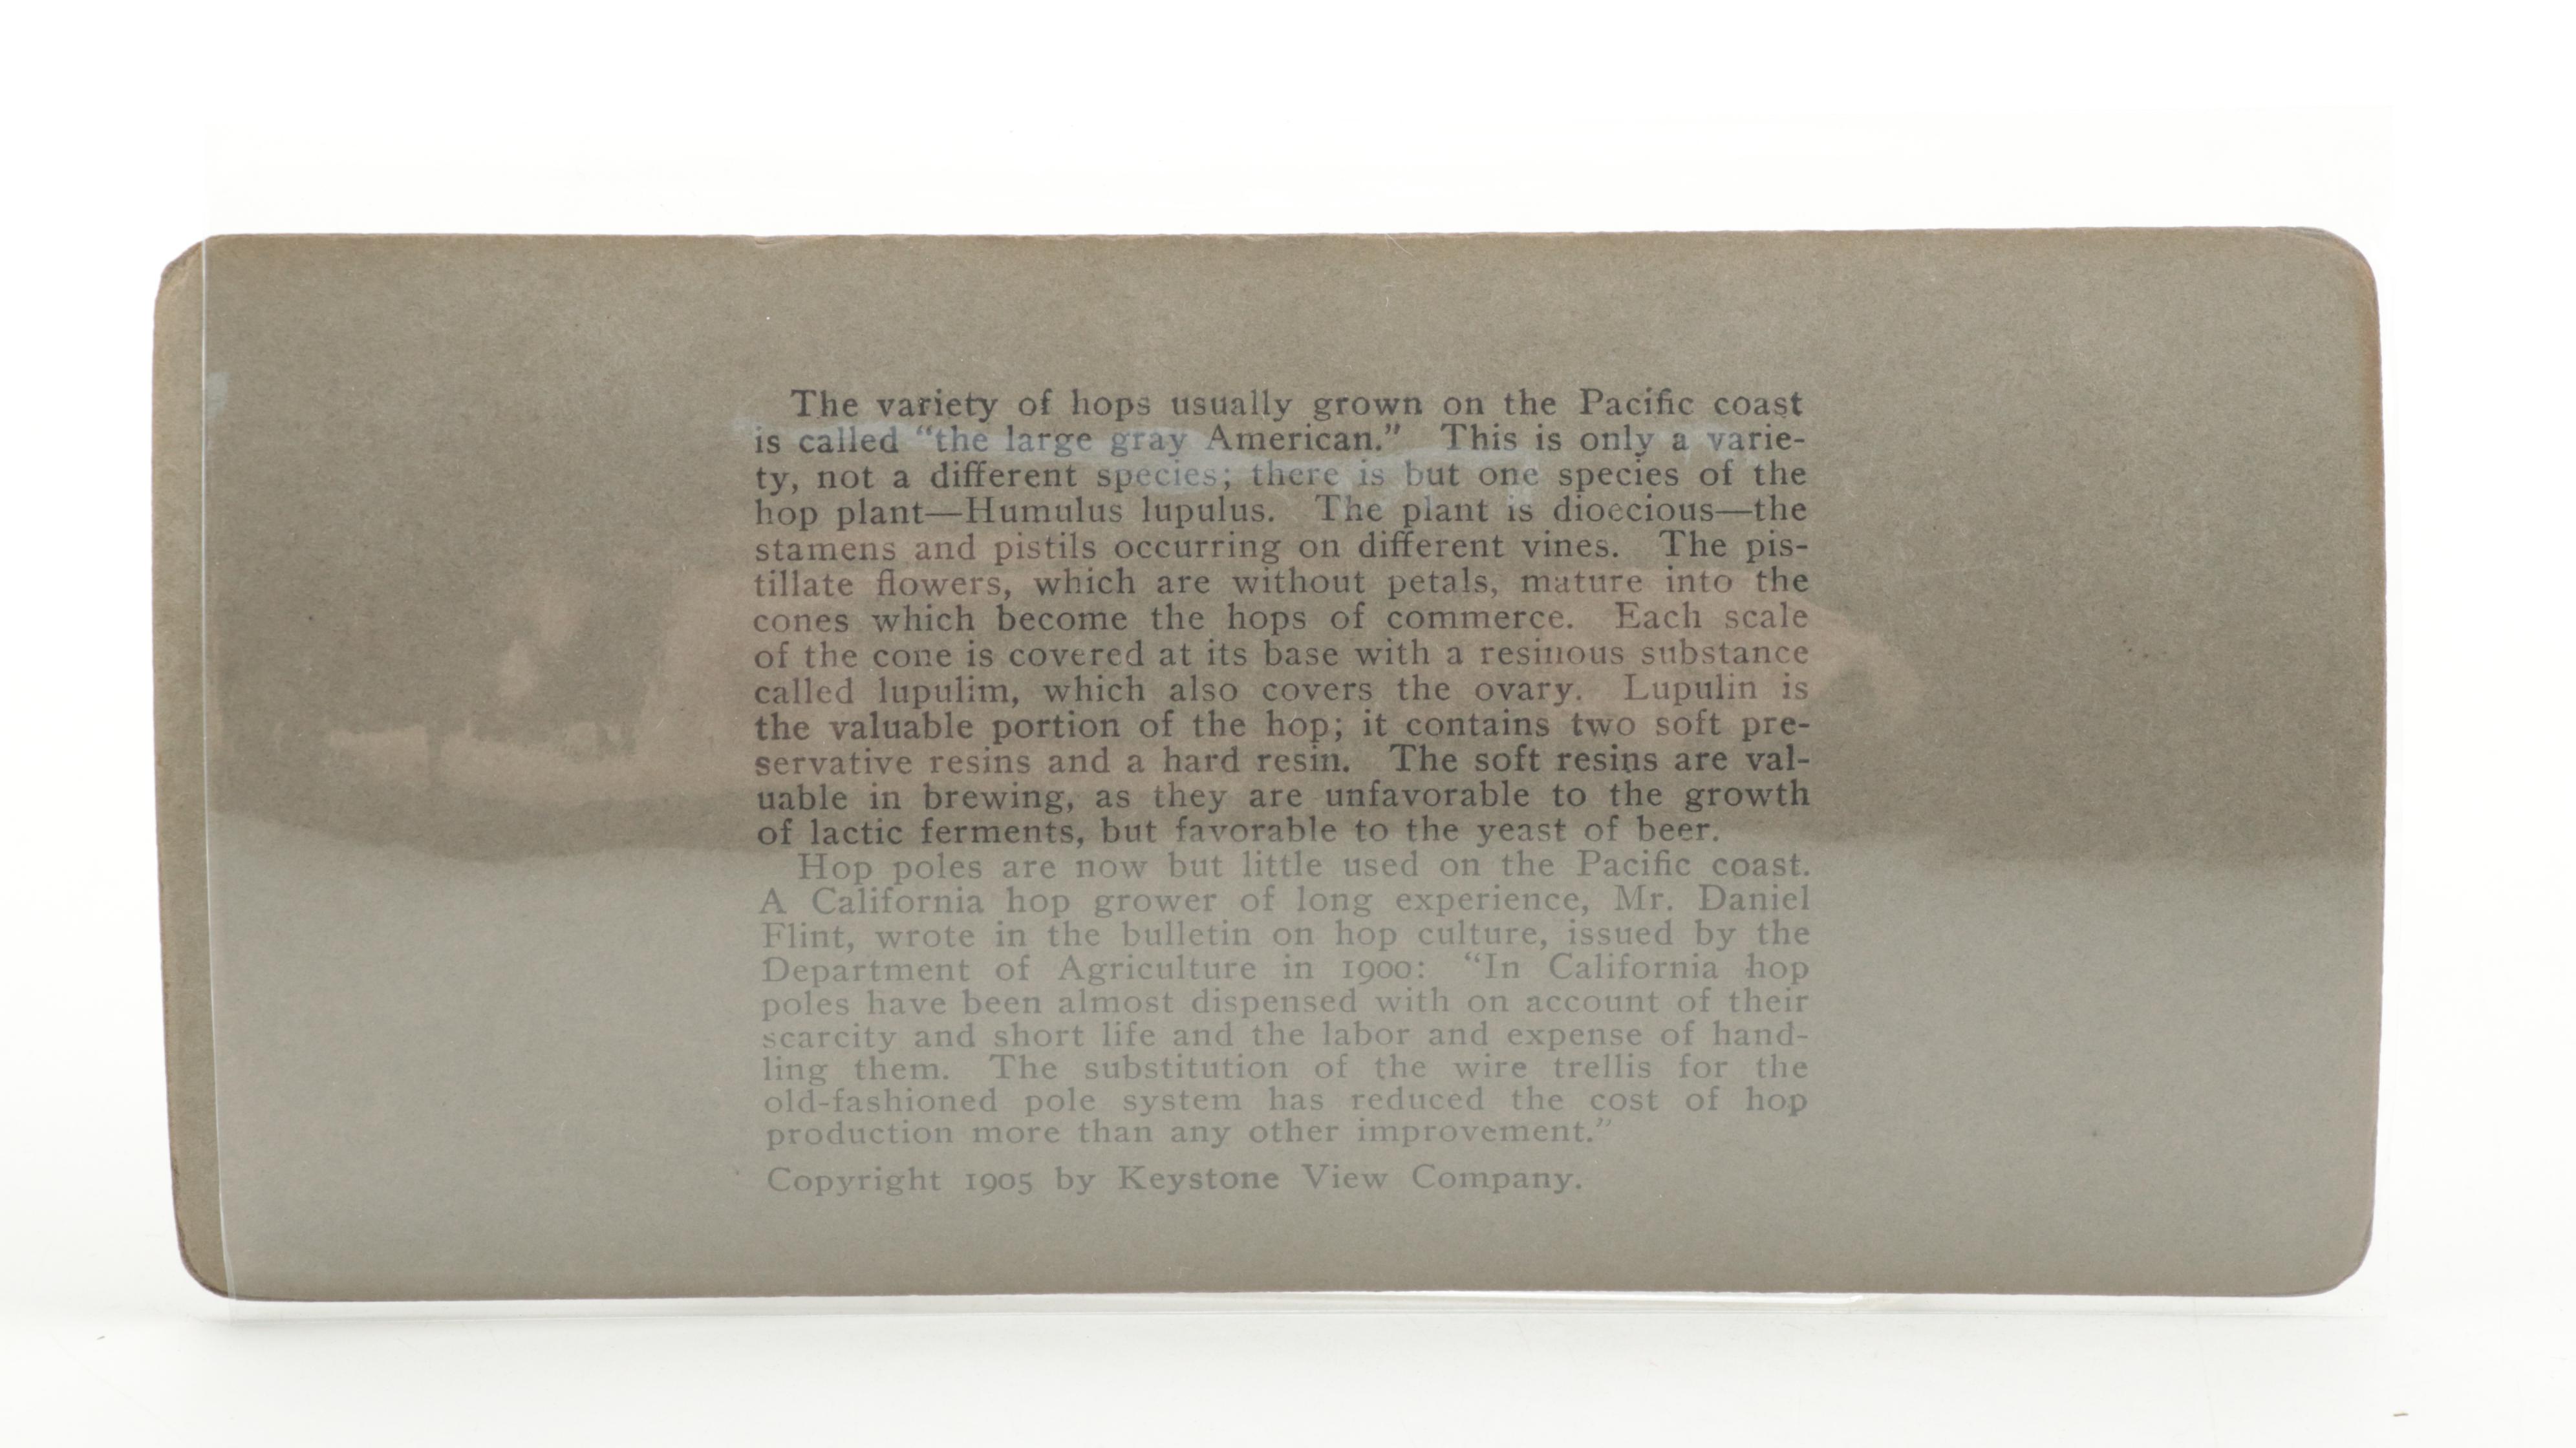 The variety of hops usually grown on the Pacific coast
is called “the large gray American.” This is only a varie-
ty, not a different species; there is but one species of the
hop plant—Humulus lupulus. The plant is dioecious—the
stamens and pistils occurring on different vines. The pis-
tillate flowers, which are without petals, mature into the
cones which become the hops of commerce. Each scale
of the cone is covered at its base with a resinous substance
called lupulim, which also covers the ovary. Lupulin is
the valuable portion of the hop; it contains two soft pre-
servative resins and a hard resin. The soft resins are val-
uable in brewing, as they are unfavorable to the growth
of lactic ferments, but favorable to the yeast of beer.
Hop poles are now but little used on the Pacific coast.
A California hop grower of long experience, Mr. Daniel
Flint, wrote in the bulletin on hop culture, issued by the
Department of Agriculture in 1900: “In California hop
poles have been almost dispensed with on account of their
scarcity and short life and the labor and expense of hand-
ling them. The substitution of the wire trellis for the
old-fashioned pole system has reduced the cost of hop
production more than any other improvement.”
Copyright 1905 by Keystone View Company.